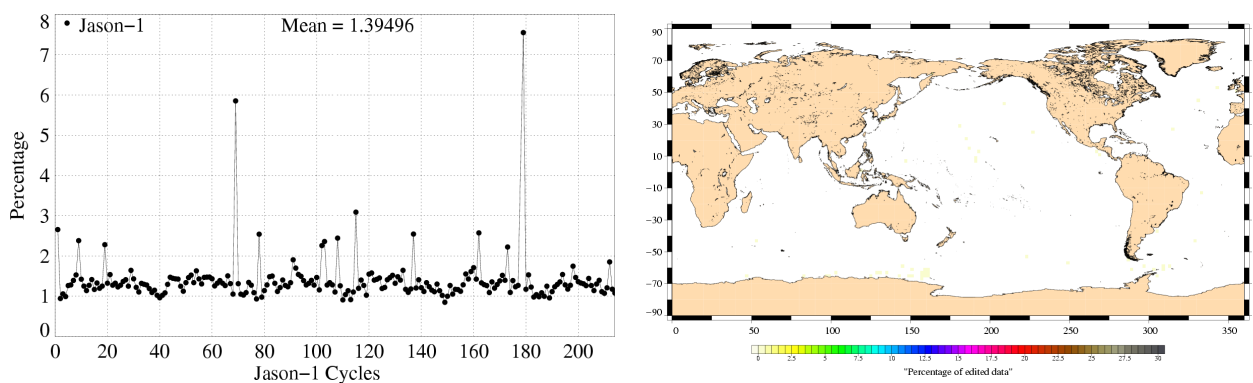 8
Jason−1 Mean = 1.39496
7
6
5
4
3
2
1
0
Percentage
0 20 40 60 80 100 120 140 160 180 200
Jason−1 Cycles
90
70
50
30
10
−10
−30
−50
−70
−90
0 50 100 150 200 250 300 350
0 2.5 5 7.5 10 12.5 15 17.5 20 22.5 25 27.5 30
"Percentage of edited data"